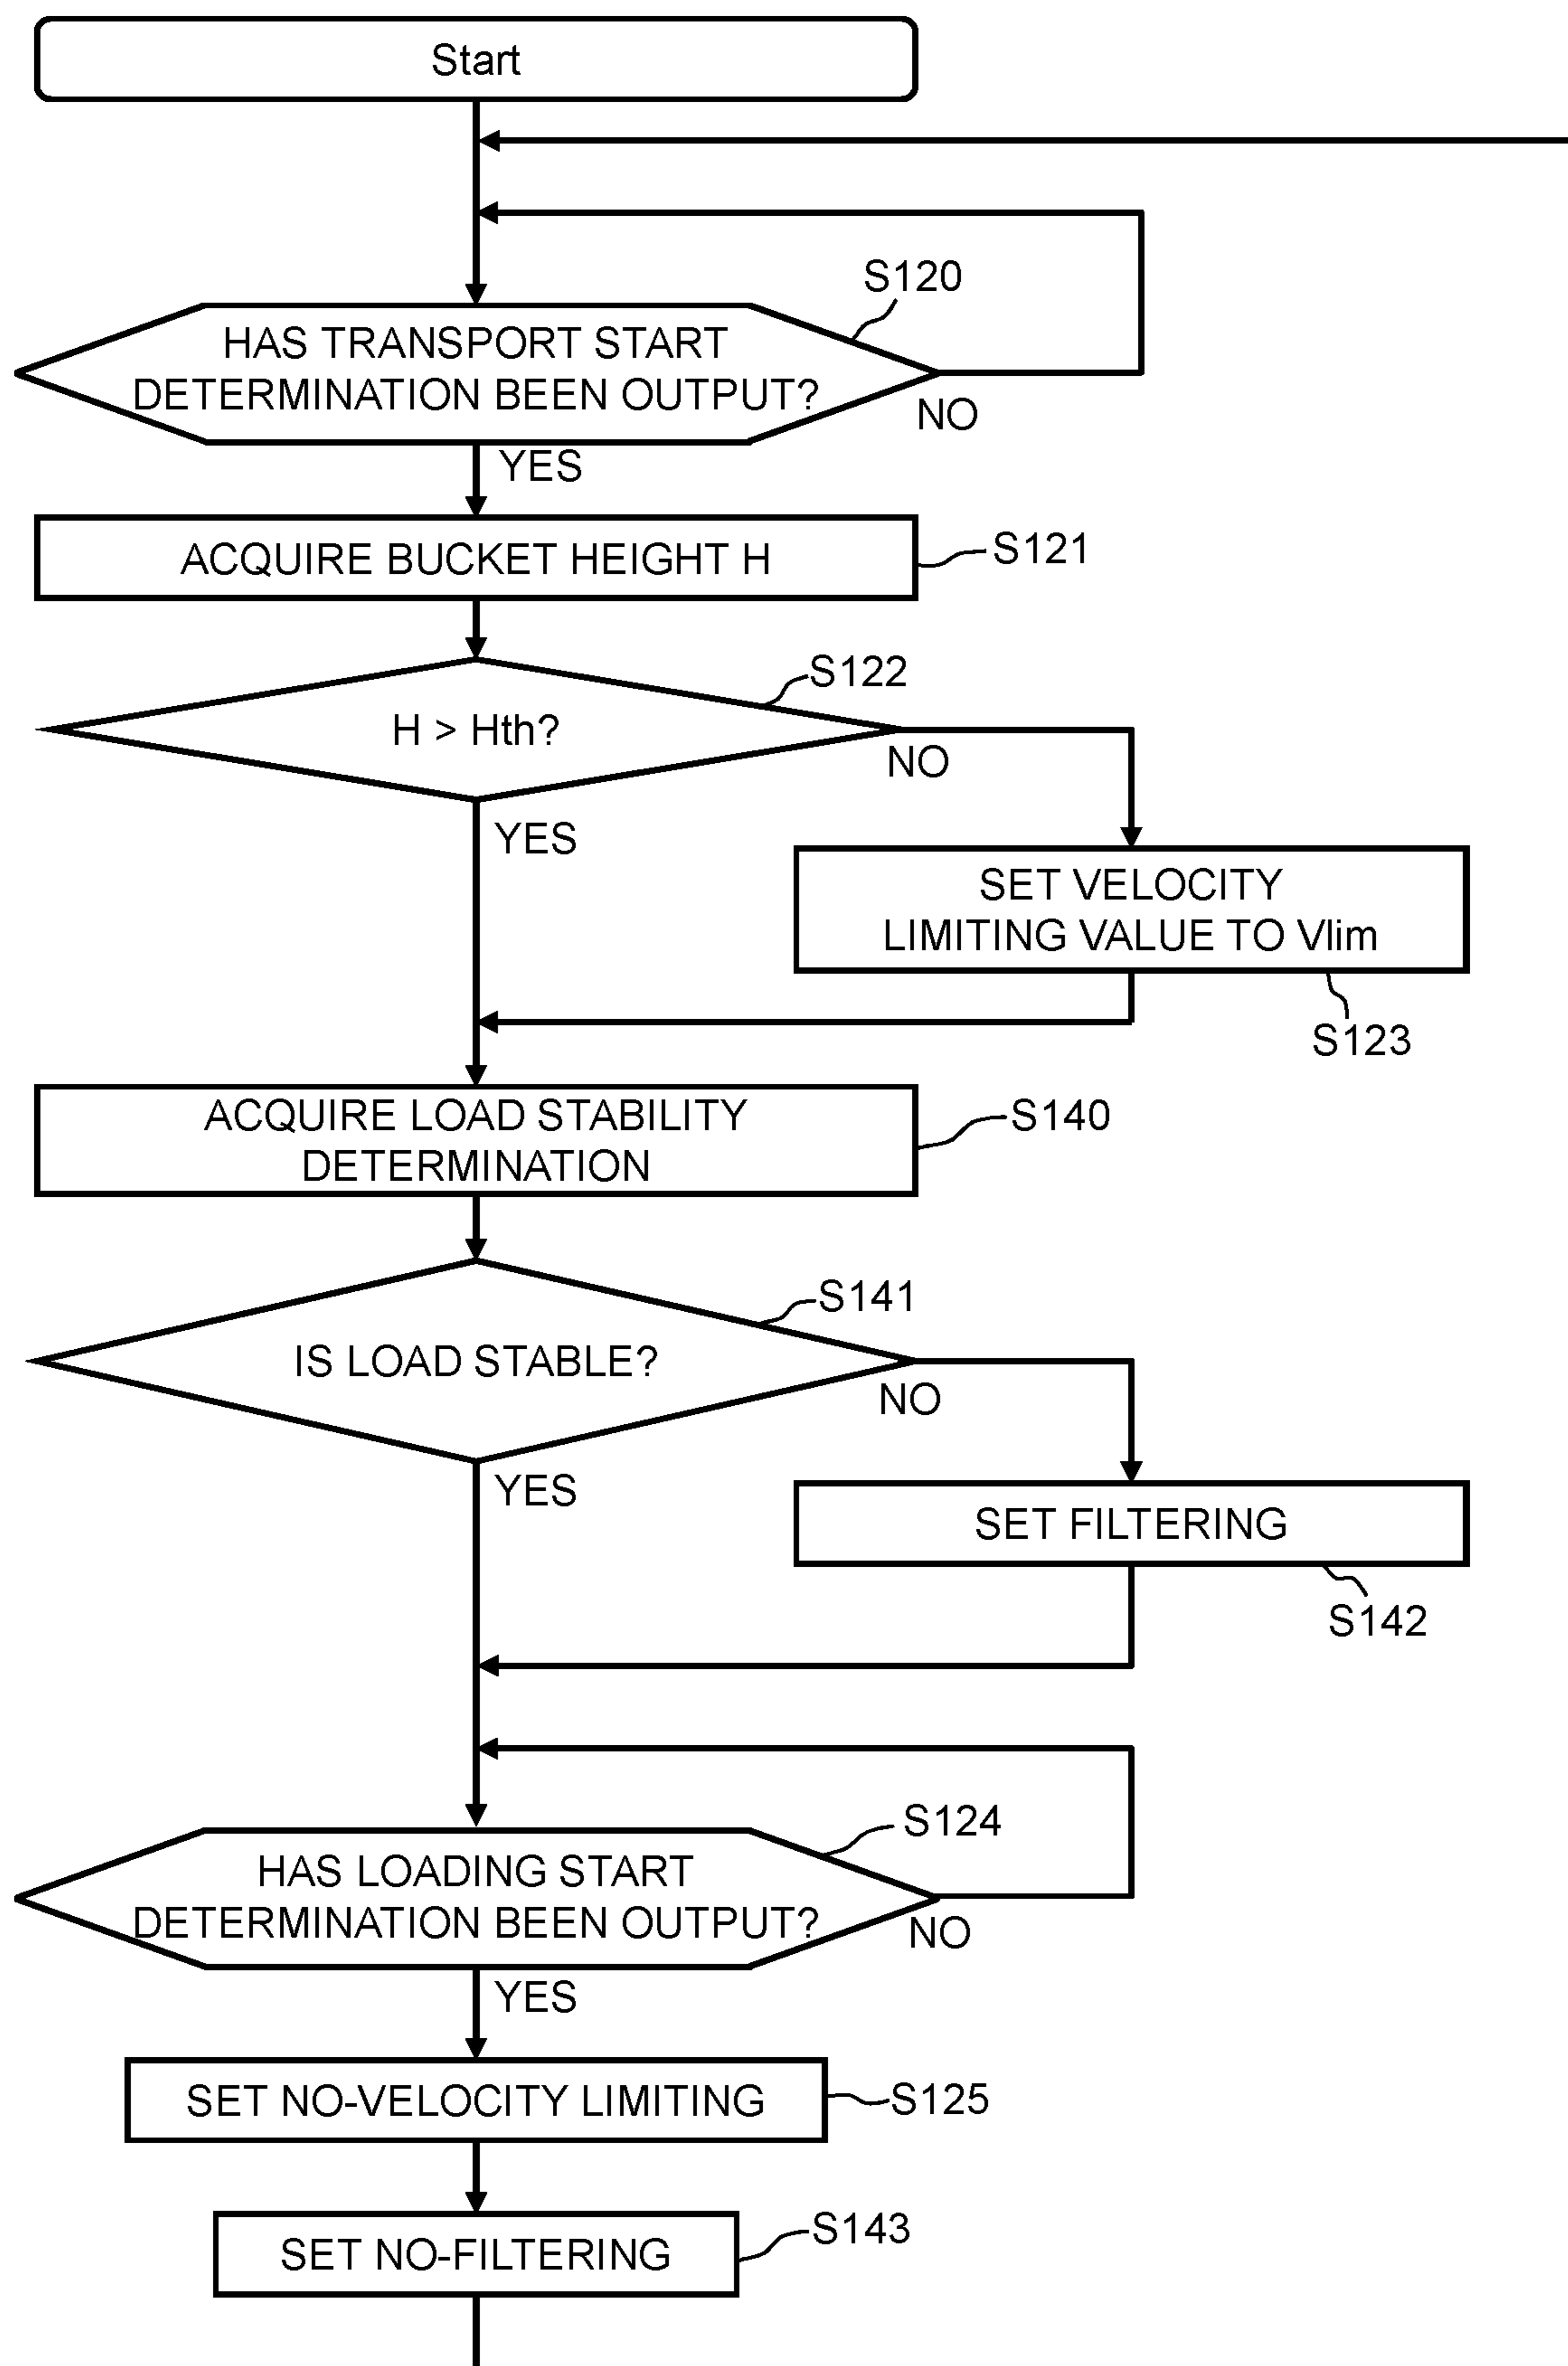 Start
S120
HAS TRANSPORT START
DETERMINATION BEEN OUTPUT?
NO
YES
ACQUIRE BUCKET HEIGHT H
S121
S122
H > Hth?
NO
YES
SET VELOCITY
LIMITING VALUE TO Vlim
S123
ACQUIRE LOAD STABILITY
DETERMINATION
S140
S141
IS LOAD STABLE?
NO
YES
SET FILTERING
S142
S124
HAS LOADING START
DETERMINATION BEEN OUTPUT?
NO
YES
SET NO-VELOCITY LIMITING
S125
SET NO-FILTERING
S143